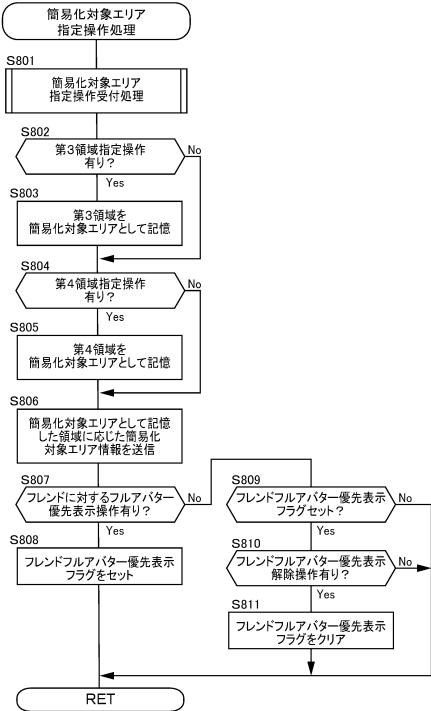 簡易化対象エリア
指定操作処理
S801
簡易化対象エリア
指定操作受付処理
S802
第3領域指定操作
有り？
No
Yes
S803
第3領域を
簡易化対象エリアとして記憶
S804
第4領域指定操作
有り？
No
Yes
S805
第4領域を
簡易化対象エリアとして記憶
S806
簡易化対象エリアとして記憶
した領域に応じた簡易化
対象エリア情報を送信
S807
フレンドに対するフルアバター
優先表示操作有り？
No
Yes
S808
フレンドフルアバター優先表示
フラグをセット
S809
フレンドフルアバター優先表示
フラグセット？
No
Yes
S810
フレンドフルアバター優先表示
解除操作有り？
No
Yes
S811
フレンドフルアバター優先表示
フラグをクリア
RET